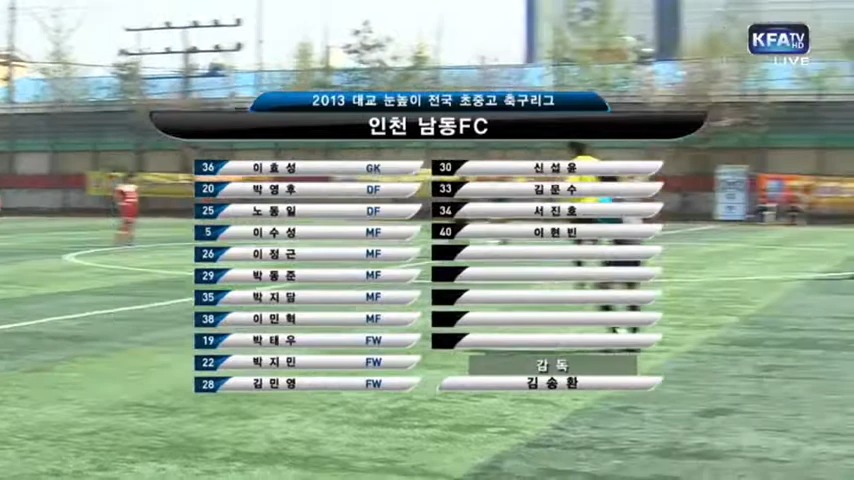 KFATV HD
LIVE
2013 대교 눈높이 전국 초중고 축구리그
인천 남동FC
36 이효성 GK
20 박영후 DF
25 노동일 DF
5 이수성 MF
26 이정근 MF
29 박동준 MF
35 박지담 MF
38 이민혁 MF
19 박태우 FW
22 박지민 FW
28 김민영 FW
30 신섭윤
33 김문수
34 서진호
40 이현빈
감독
김송환